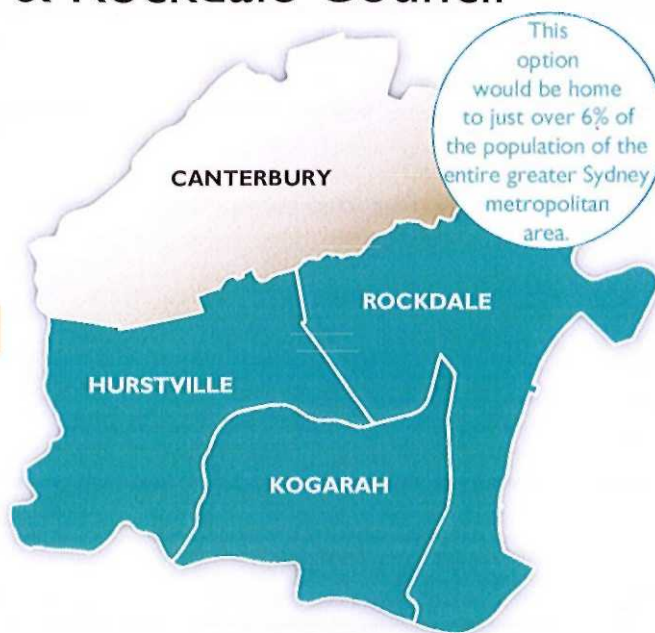 & Rockdale Council
This
option
would be home
to just over 6% of
the population of the
entire greater Sydney
metropolitan
area.
CANTERBURY
ROCKDALE
HURSTVILLE
KOGARAH